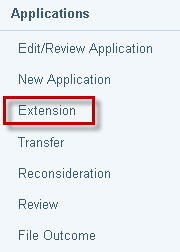 Applications
Edit/Review Application
New Application
Extension
Transfer
Reconsideration
Review
File Outcome